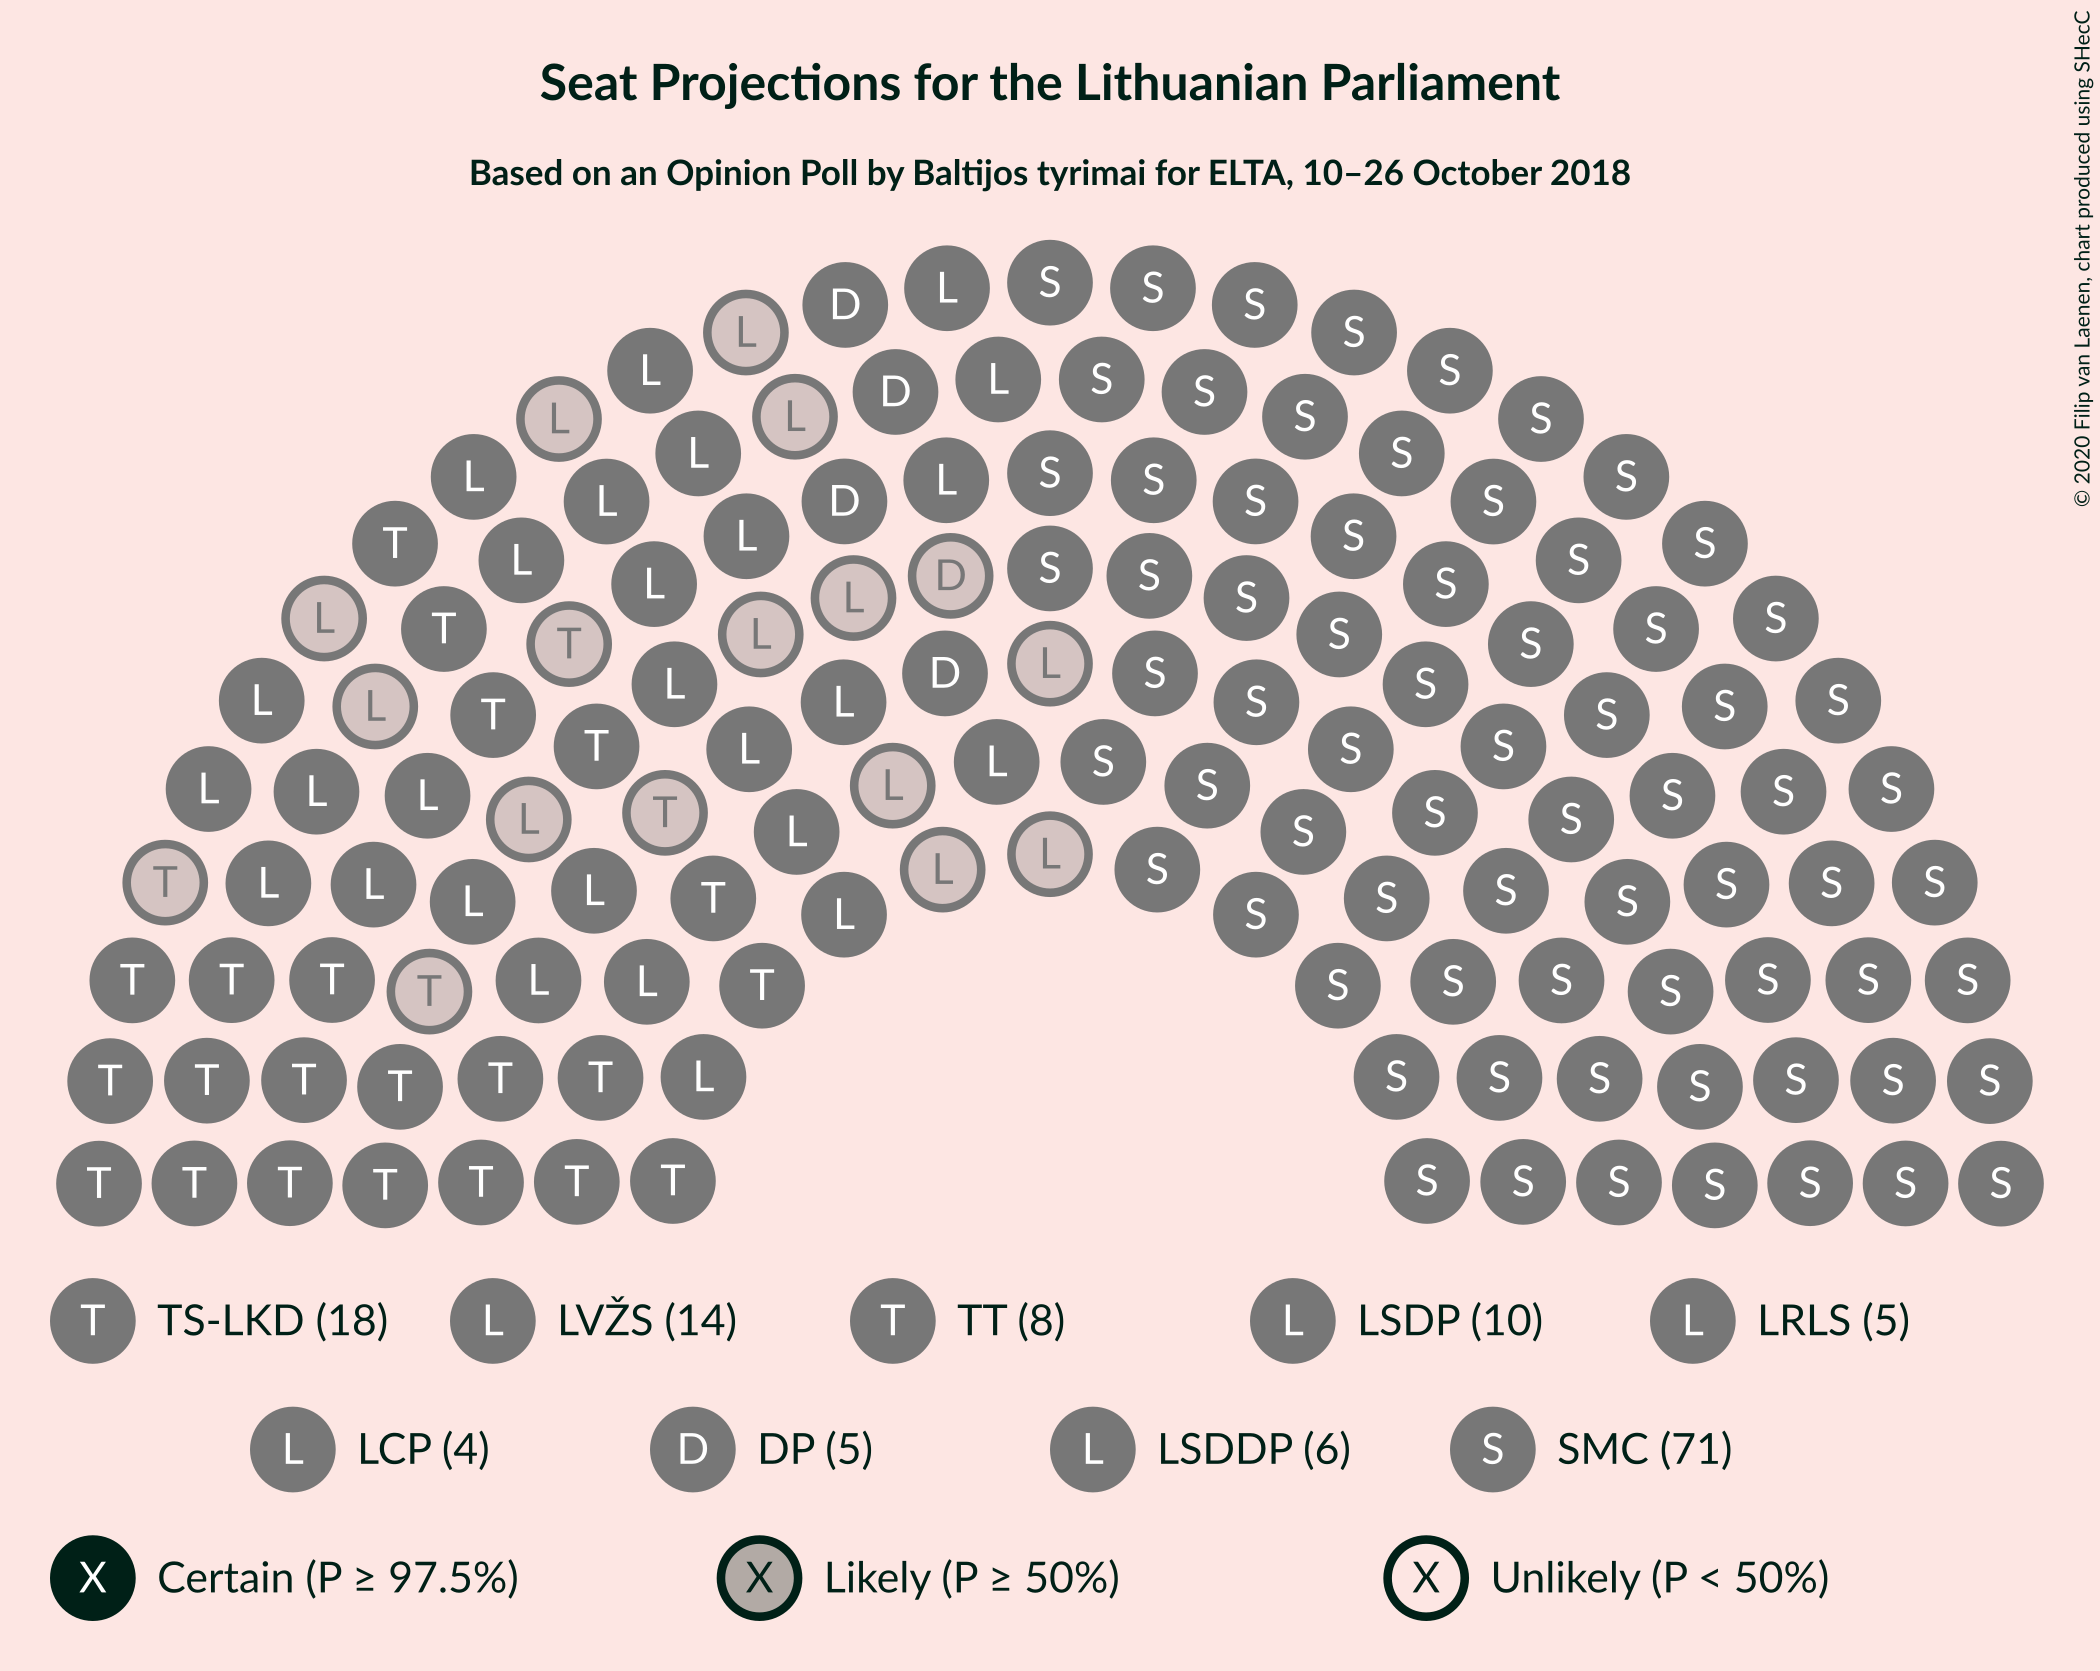 Seat Projections for the Lithuanian Parliament
Based on an Opinion Poll by Baltijos tyrimai for ELTA, 10–26 October 2018
© 2020 Filip van Laenen, chart produced using SHecC
D L S S S
L S
L D L S S S
L L S S
L L L S S S S
L D S S
T L S S
L L D S S S S
L T T L L S S S S S
L L T L L D L S S S S S S
L L L T L L L S S S S S S S
L T L S S S
T L L L L T L L L S S S S S S S S
T T T T L L T S S S S S S S
T T T T T T L S S S S S S S
T T T T T T T S S S S S S S
T TS-LKD (18) L LVŽS (14) T TT (8) L LSDP (10) L LRLS (5)
L LCP (4) D DP (5) L LSDDP (6) S SMC (71)
X Certain (P ≥ 97.5%) X Likely (P ≥ 50%) X Unlikely (P < 50%)